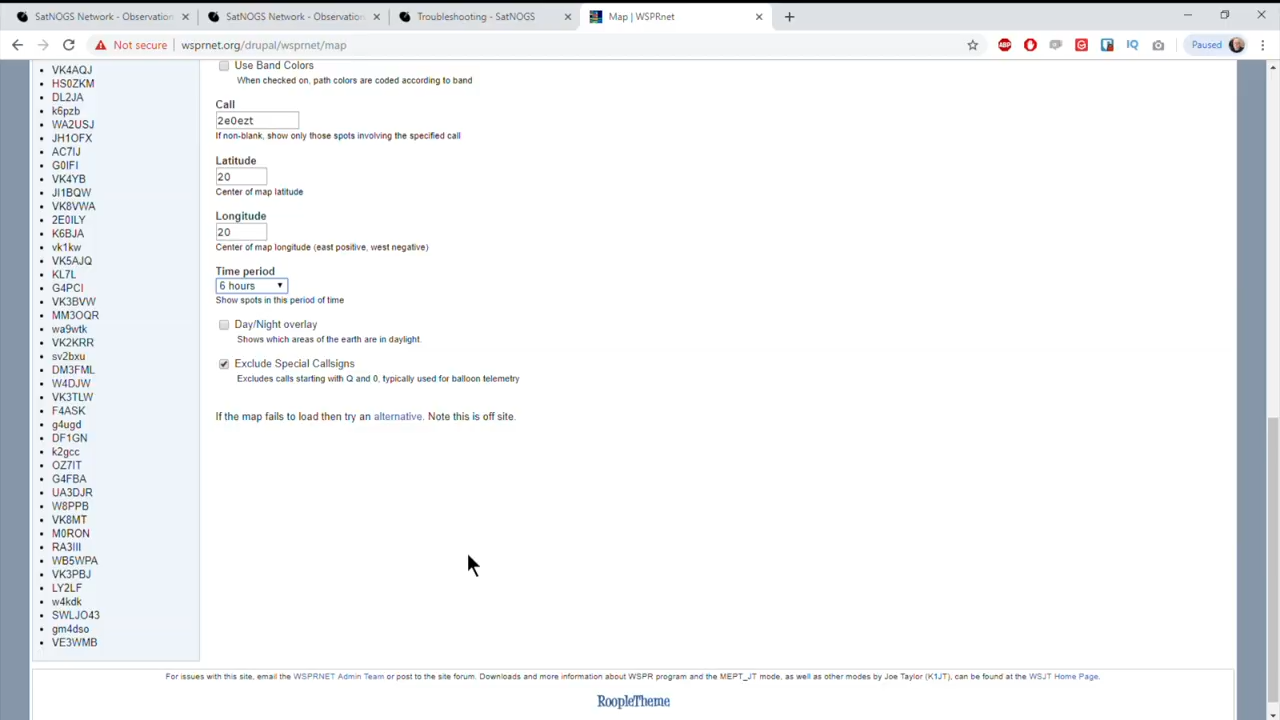 SatNOGS Network - Observation
SatNOGS Network - Observation
Troubleshooting - SatNOGS
Map | WSPRnet
Not secure
wsprnet.org/drupal/wsprnet/map
ABP
IQ
Paused
VK4AQJ
HS0ZKM
DL2JA
k6pzb
WA2USJ
JH1OFX
AC7IJ
G0IFI
VK4YB
JI1BQW
VK8VWA
2E0ILY
K6BJA
vk1kw
VK5AJQ
KL7L
G4PCI
VK3BVW
MM3OQR
wa9wtk
VK2KRR
sv2bxu
DM3FML
W4DJW
VK3TLW
F4ASK
g4ugd
DF1GN
k2gcc
OZ7IT
G4FBA
UA3DJR
W8PPB
VK8MT
M0RON
RA3III
WB5WPA
VK3PBJ
LY2LF
w4kdk
SWLJO43
gm4dso
VE3WMB
Use Band Colors
When checked on, path colors are coded according to band
Call
2e0ezt
If non-blank, show only those spots involving the specified call
Latitude
20
Center of map latitude
Longitude
20
Center of map longitude (east positive, west negative)
Time period
6 hours
Show spots in this period of time
Day/Night overlay
Shows which areas of the earth are in daylight.
Exclude Special Callsigns
Excludes calls starting with Q and 0, typically used for balloon telemetry
If the map fails to load then try an alternative. Note this is off site.
For issues with this site, email the WSPRNET Admin Team or post to the site forum. Downloads and more information about WSPR program and the MEPT_JT mode, as well as other modes by Joe Taylor (K1JT), can be found at the WSJT Home Page.
RoopleTheme